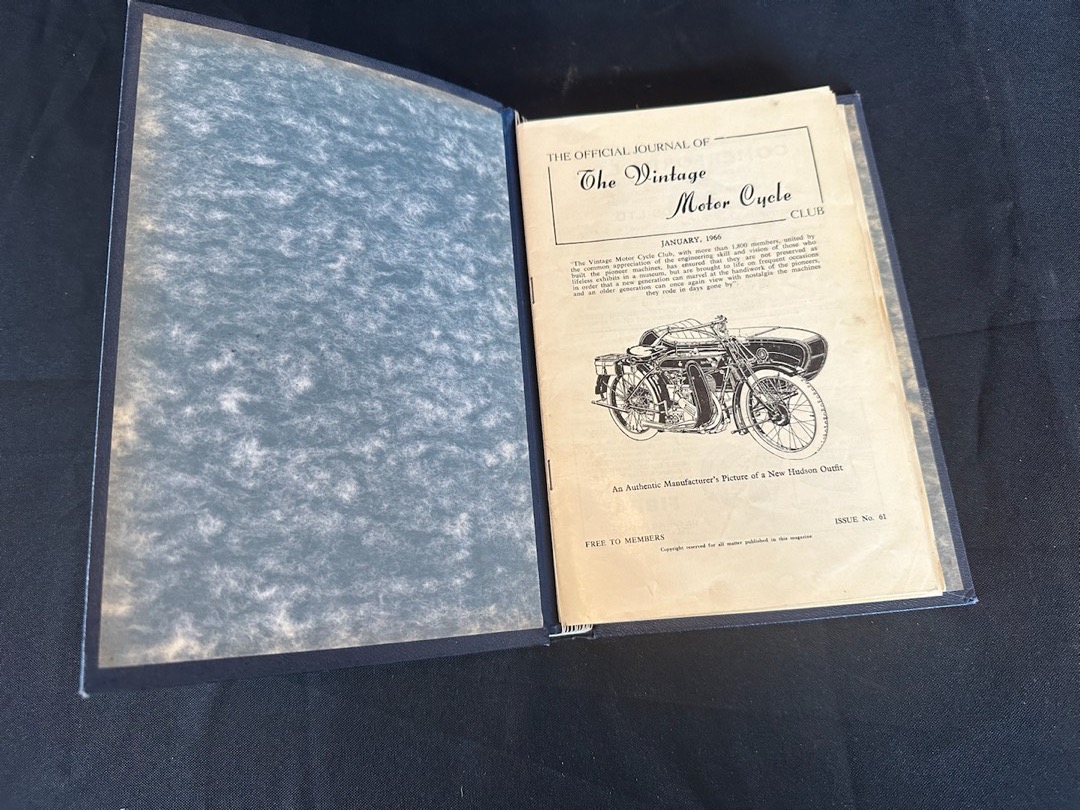 THE OFFICIAL JOURNAL OF
The Vintage
Motor Cycle
CLUB
JANUARY, 1966
"The Vintage Motor Cycle Club, with more than 1,800 members, united by
the common appreciation of the engineering skill and vision of those who
built the pioneer machines, has ensured that they are not preserved as
lifeless exhibits in a museum, but are brought to life on frequent occasions
in order that a new generation can marvel at the handiwork of the pioneers,
and an older generation can once again view with nostalgia the machines
they rode in days gone by".
An Authentic Manufacturer's Picture of a New Hudson Outfit
ISSUE No. 61
FREE TO MEMBERS
Copyright reserved for all matter published in this magazine